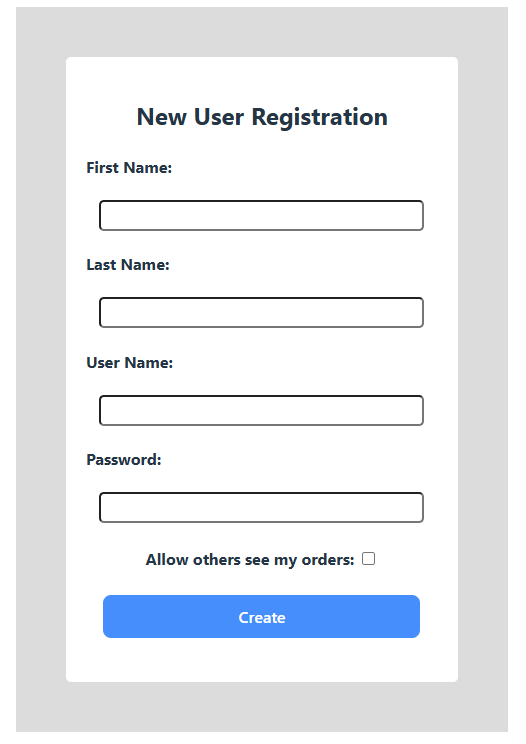 New User Registration
First Name:
Last Name:
User Name:
Password:
Allow others see my orders:
Create